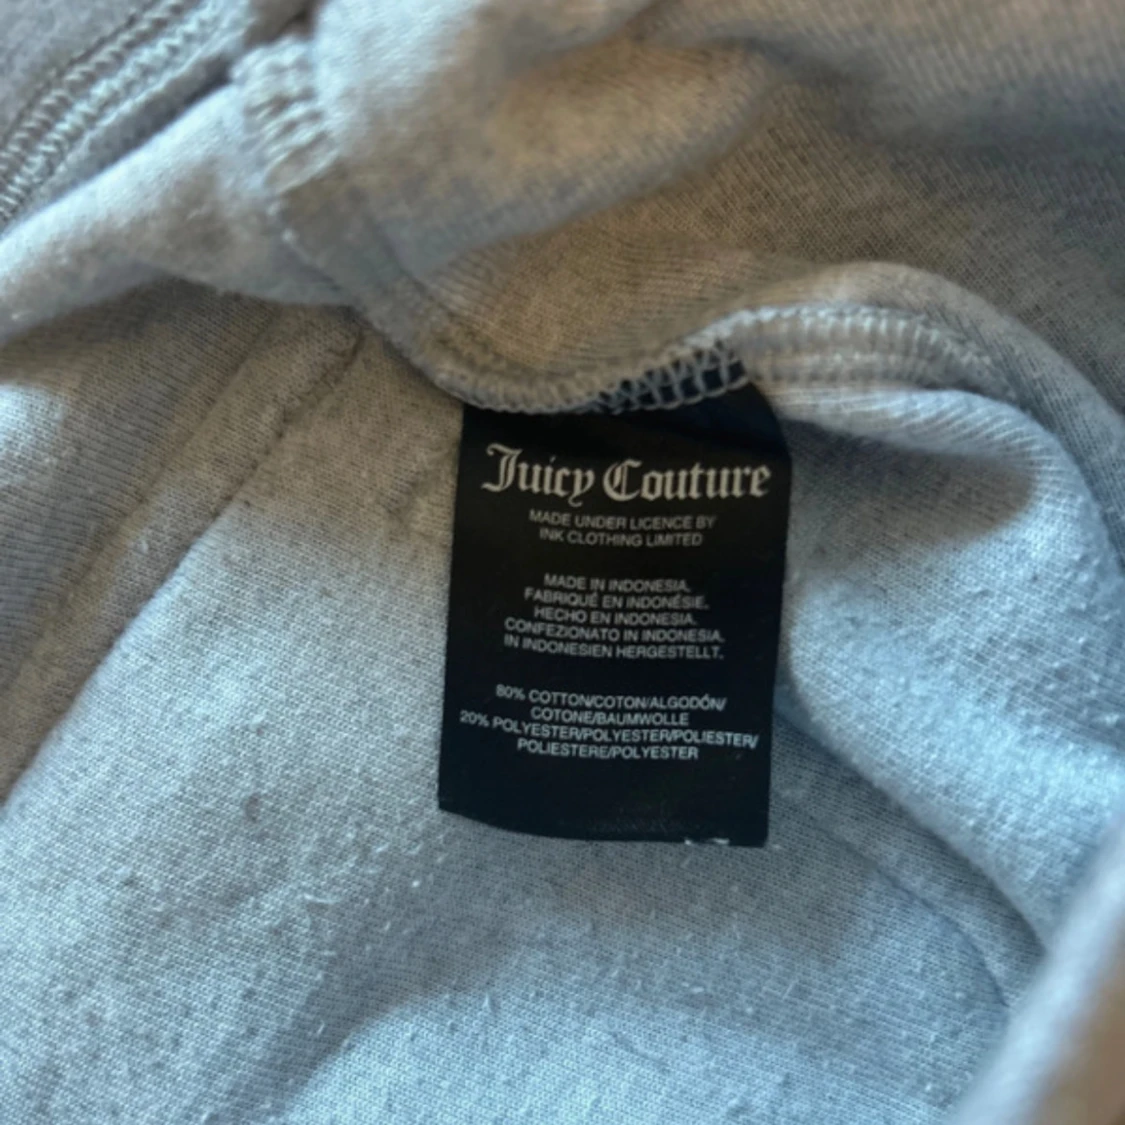 Juicy Couture
MADE UNDER LICENCE BY
INK CLOTHING LIMITED
MADE IN INDONESIA.
FABRIQUÉ EN INDONÉSIE.
HECHO EN INDONESIA.
CONFEZIONATO IN INDONESIA.
IN INDONESIEN HERGESTELLT.
80% COTTON/COTON/ALGODÓN/
COTONE/BAUMWOLLE
20% POLYESTER/POLYESTER/POLIESTER/
POLIESTERE/POLYESTER